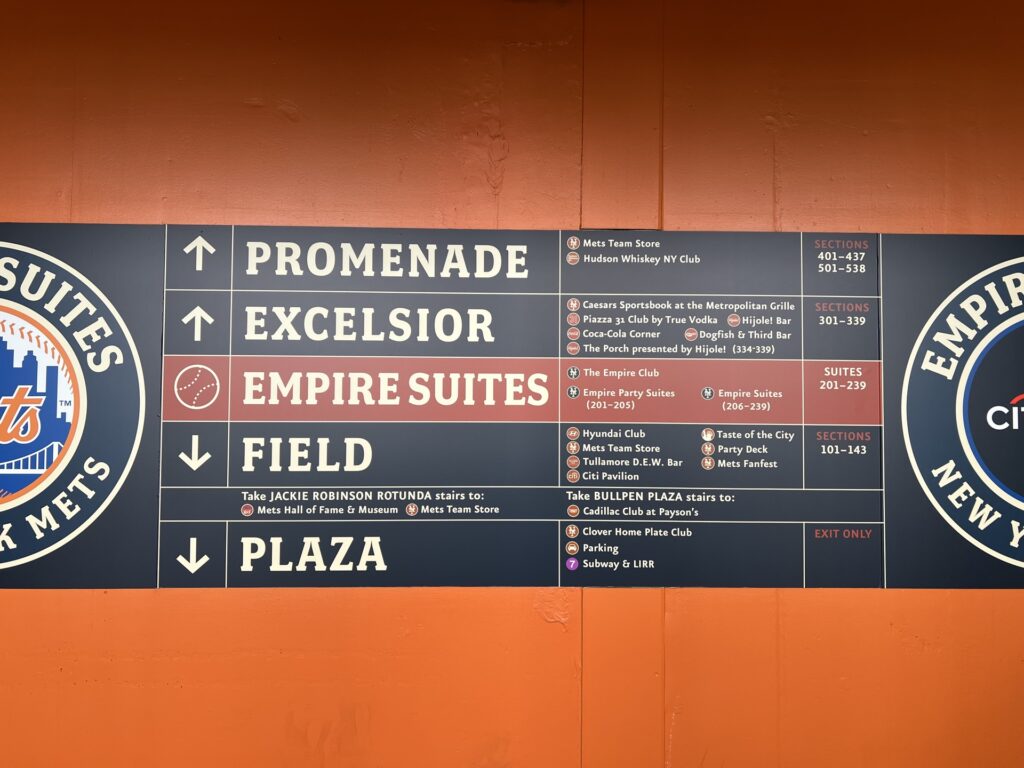 SUITES
ts
TM
K METS
PROMENADE
Mets Team Store
Hudson Whiskey NY Club
SECTIONS
401–437
501–538
EXCELSIOR
Caesars Sportsbook at the Metropolitan Grille
Piazza 31 Club by True Vodka Hijole! Bar
Coca-Cola Corner Dogfish & Third Bar
The Porch presented by Hijole! (334-339)
SECTIONS
301–339
EMPIRE SUITES
The Empire Club
Empire Party Suites Empire Suites
(201–205) (206–239)
SUITES
201–239
FIELD
Hyundai Club Taste of the City
Mets Team Store Party Deck
Tullamore D.E.W. Bar Mets Fanfest
Citi Pavilion
SECTIONS
101–143
Take JACKIE ROBINSON ROTUNDA stairs to:
Mets Hall of Fame & Museum Mets Team Store
Take BULLPEN PLAZA stairs to:
Cadillac Club at Payson's
PLAZA
Clover Home Plate Club
Parking
7 Subway & LIRR
EXIT ONLY
EMPIR
CIT
NEW Y